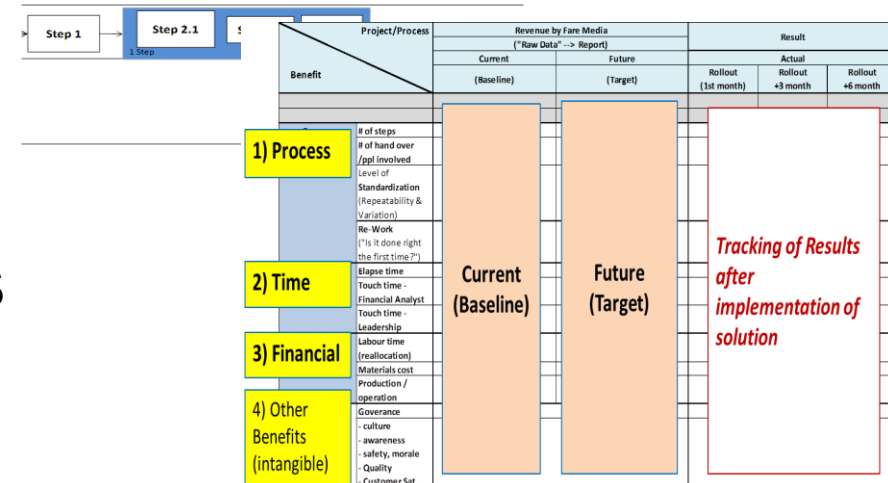 Step 1
Step 2.1
S
1 Step
S
Project/Process
Benefit
Revenue by Fare Media
("Raw Data" --> Report)
Current
Future
(Baseline)
(Target)
Result
Actual
Rollout
(1st month)
Rollout
+3 month
Rollout
+6 month
1) Process
# of steps
# of hand over
/ppl involved
Level of
Standardization
(Repeatability &
Variation)
Re-Work
("Is it done right
the first time?")
2) Time
Elapse time
Touch time -
Financial Analyst
Touch time -
Leadership
3) Financial
Labour time
(reallocation)
Materials cost
Production /
operation
4) Other
Benefits
(intangible)
Goverance
- culture
- awareness
- safety, morale
- Quality
- Customer Sat
Current
(Baseline)
Future
(Target)
Tracking of Results
after
implementation of
solution